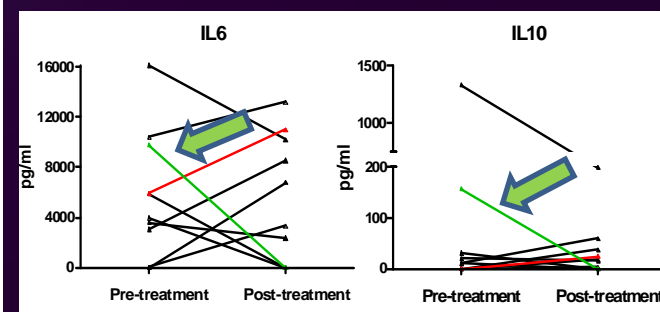 IL6
16000
12000
8000
4000
0
pg/ml
Pre-treatment Post-treatment
IL10
1500
1000
200
100
0
pg/ml
Pre-treatment Post-treatment